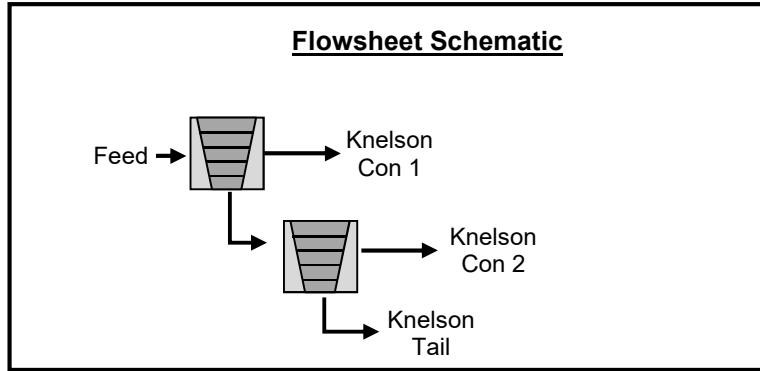 Flowsheet Schematic
Feed
Knelson
Con 1
Knelson
Con 2
Knelson
Tail